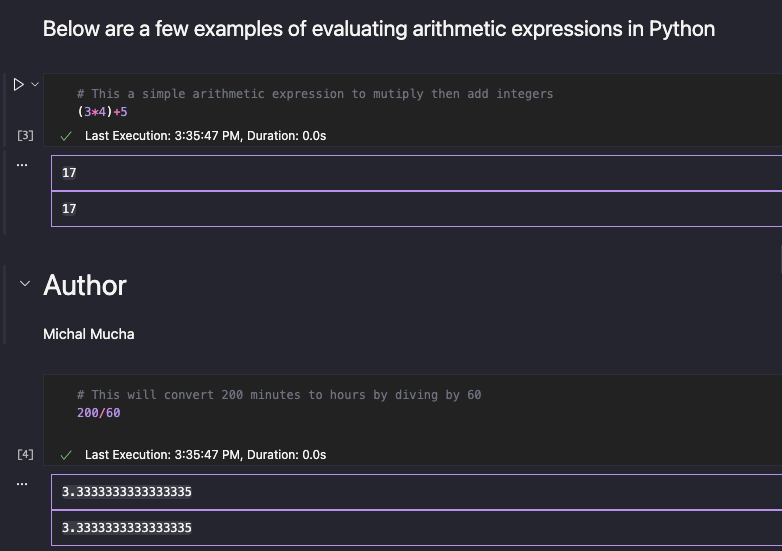 Below are a few examples of evaluating arithmetic expressions in Python
# This a simple arithmetic expression to mutiply then add integers
(3*4)+5
[3]
Last Execution: 3:35:47 PM, Duration: 0.0s
...
17
17
Author
Michal Mucha
# This will convert 200 minutes to hours by diving by 60
200/60
[4]
Last Execution: 3:35:47 PM, Duration: 0.0s
...
3.3333333333333335
3.3333333333333335